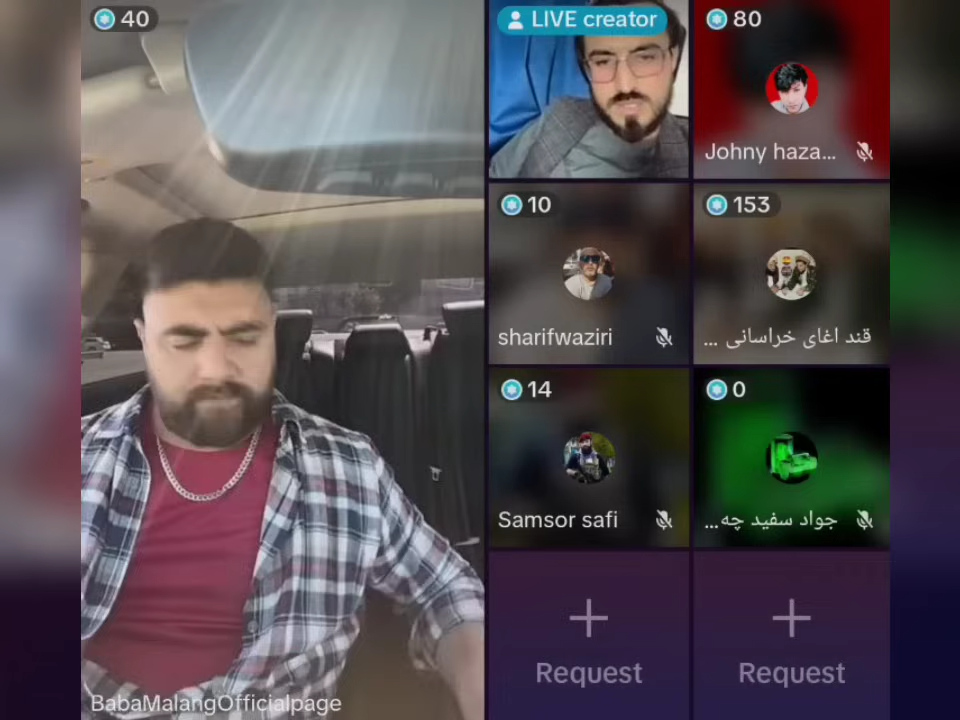 40
LIVE creator
80
Johny haza...
10
153
sharifwaziri
قند اغای خراسانی ...
14
0
Samsor safi
جواد سفید چه...
Request
Request
BabaMalangOfficialpage